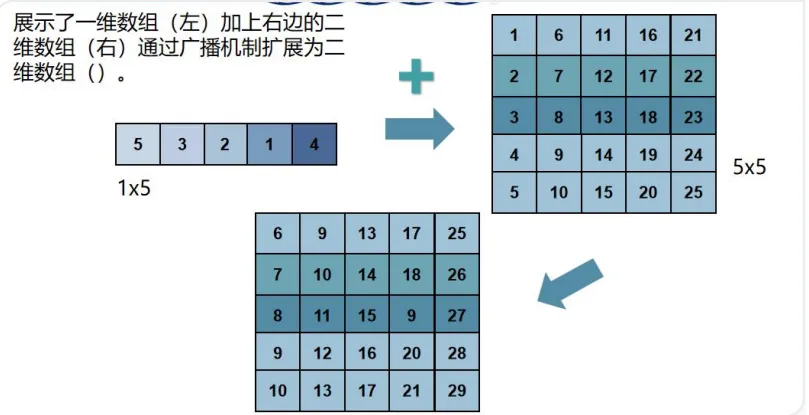 展示了一维数组（左）加上右边的二
维数组（右）通过广播机制扩展为二
维数组（）。
5 3 2 1 4
1x5
1 6 11 16 21
2 7 12 17 22
3 8 13 18 23
4 9 14 19 24
5 10 15 20 25
5x5
6 9 13 17 25
7 10 14 18 26
8 11 15 9 27
9 12 16 20 28
10 13 17 21 29